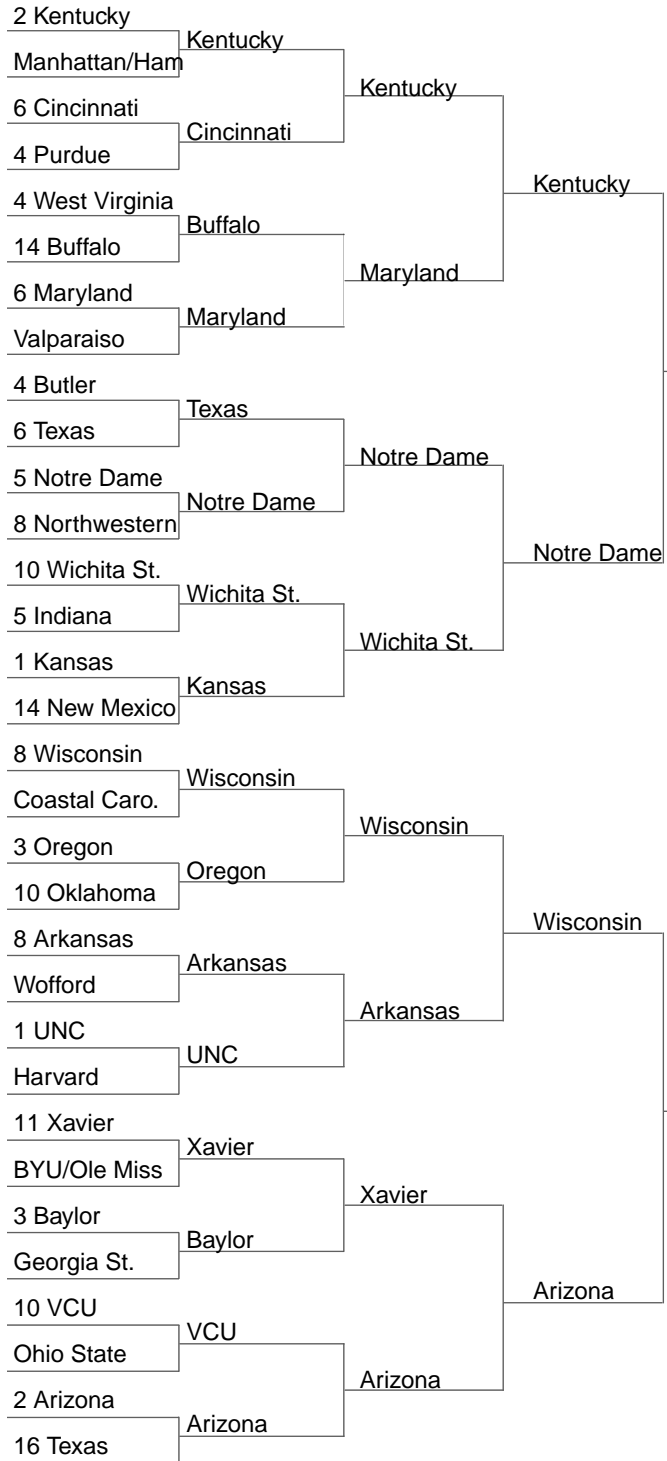 2 Kentucky
Manhattan/Ham
6 Cincinnati
4 Purdue
4 West Virginia
14 Buffalo
6 Maryland
Valparaiso
4 Butler
6 Texas
5 Notre Dame
8 Northwestern
10 Wichita St.
5 Indiana
1 Kansas
14 New Mexico
8 Wisconsin
Coastal Caro.
3 Oregon
10 Oklahoma
8 Arkansas
Wofford
1 UNC
Harvard
11 Xavier
BYU/Ole Miss
3 Baylor
Georgia St.
10 VCU
Ohio State
2 Arizona
16 Texas
Kentucky
Cincinnati
Buffalo
Maryland
Texas
Notre Dame
Wichita St.
Kansas
Wisconsin
Oregon
Arkansas
UNC
Xavier
Baylor
VCU
Arizona
Kentucky
Maryland
Notre Dame
Wichita St.
Wisconsin
Arkansas
Xavier
Arizona
Kentucky
Notre Dame
Wisconsin
Arizona